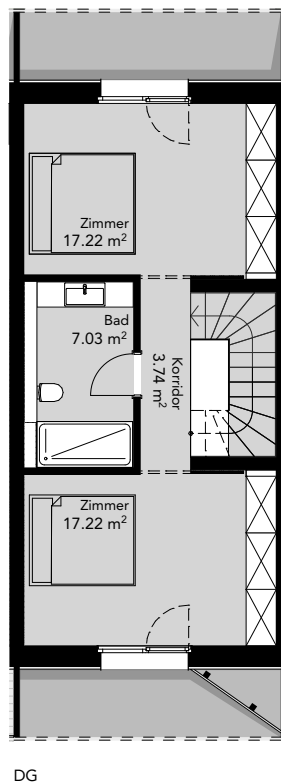 Zimmer
17.22 m²
Bad
7.03 m²
Korridor
3.74 m²
Zimmer
17.22 m²
DG